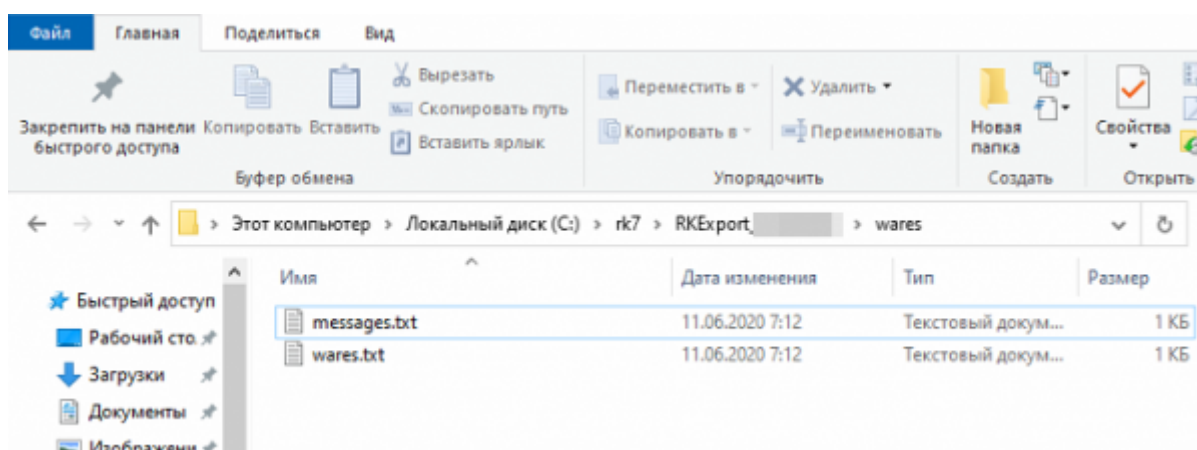 Файл Главная Поделиться Вид
Вырезать
Скопировать путь
Вставить ярлык
Закрепить на панели быстрого доступа
Копировать Вставить
Переместить в
Копировать в
Удалить
Переименовать
Новая папка
Свойства
Буфер обмена Упорядочить Создать Открыть
Этот компьютер > Локальный диск (C:) > rk7 > RKExport_ > wares
Имя Дата изменения Тип Размер
Быстрый доступ
Рабочий сто
Загрузки
Документы
Изображени
messages.txt 11.06.2020 7:12 Текстовый докум... 1 КБ
wares.txt 11.06.2020 7:12 Текстовый докум... 1 КБ